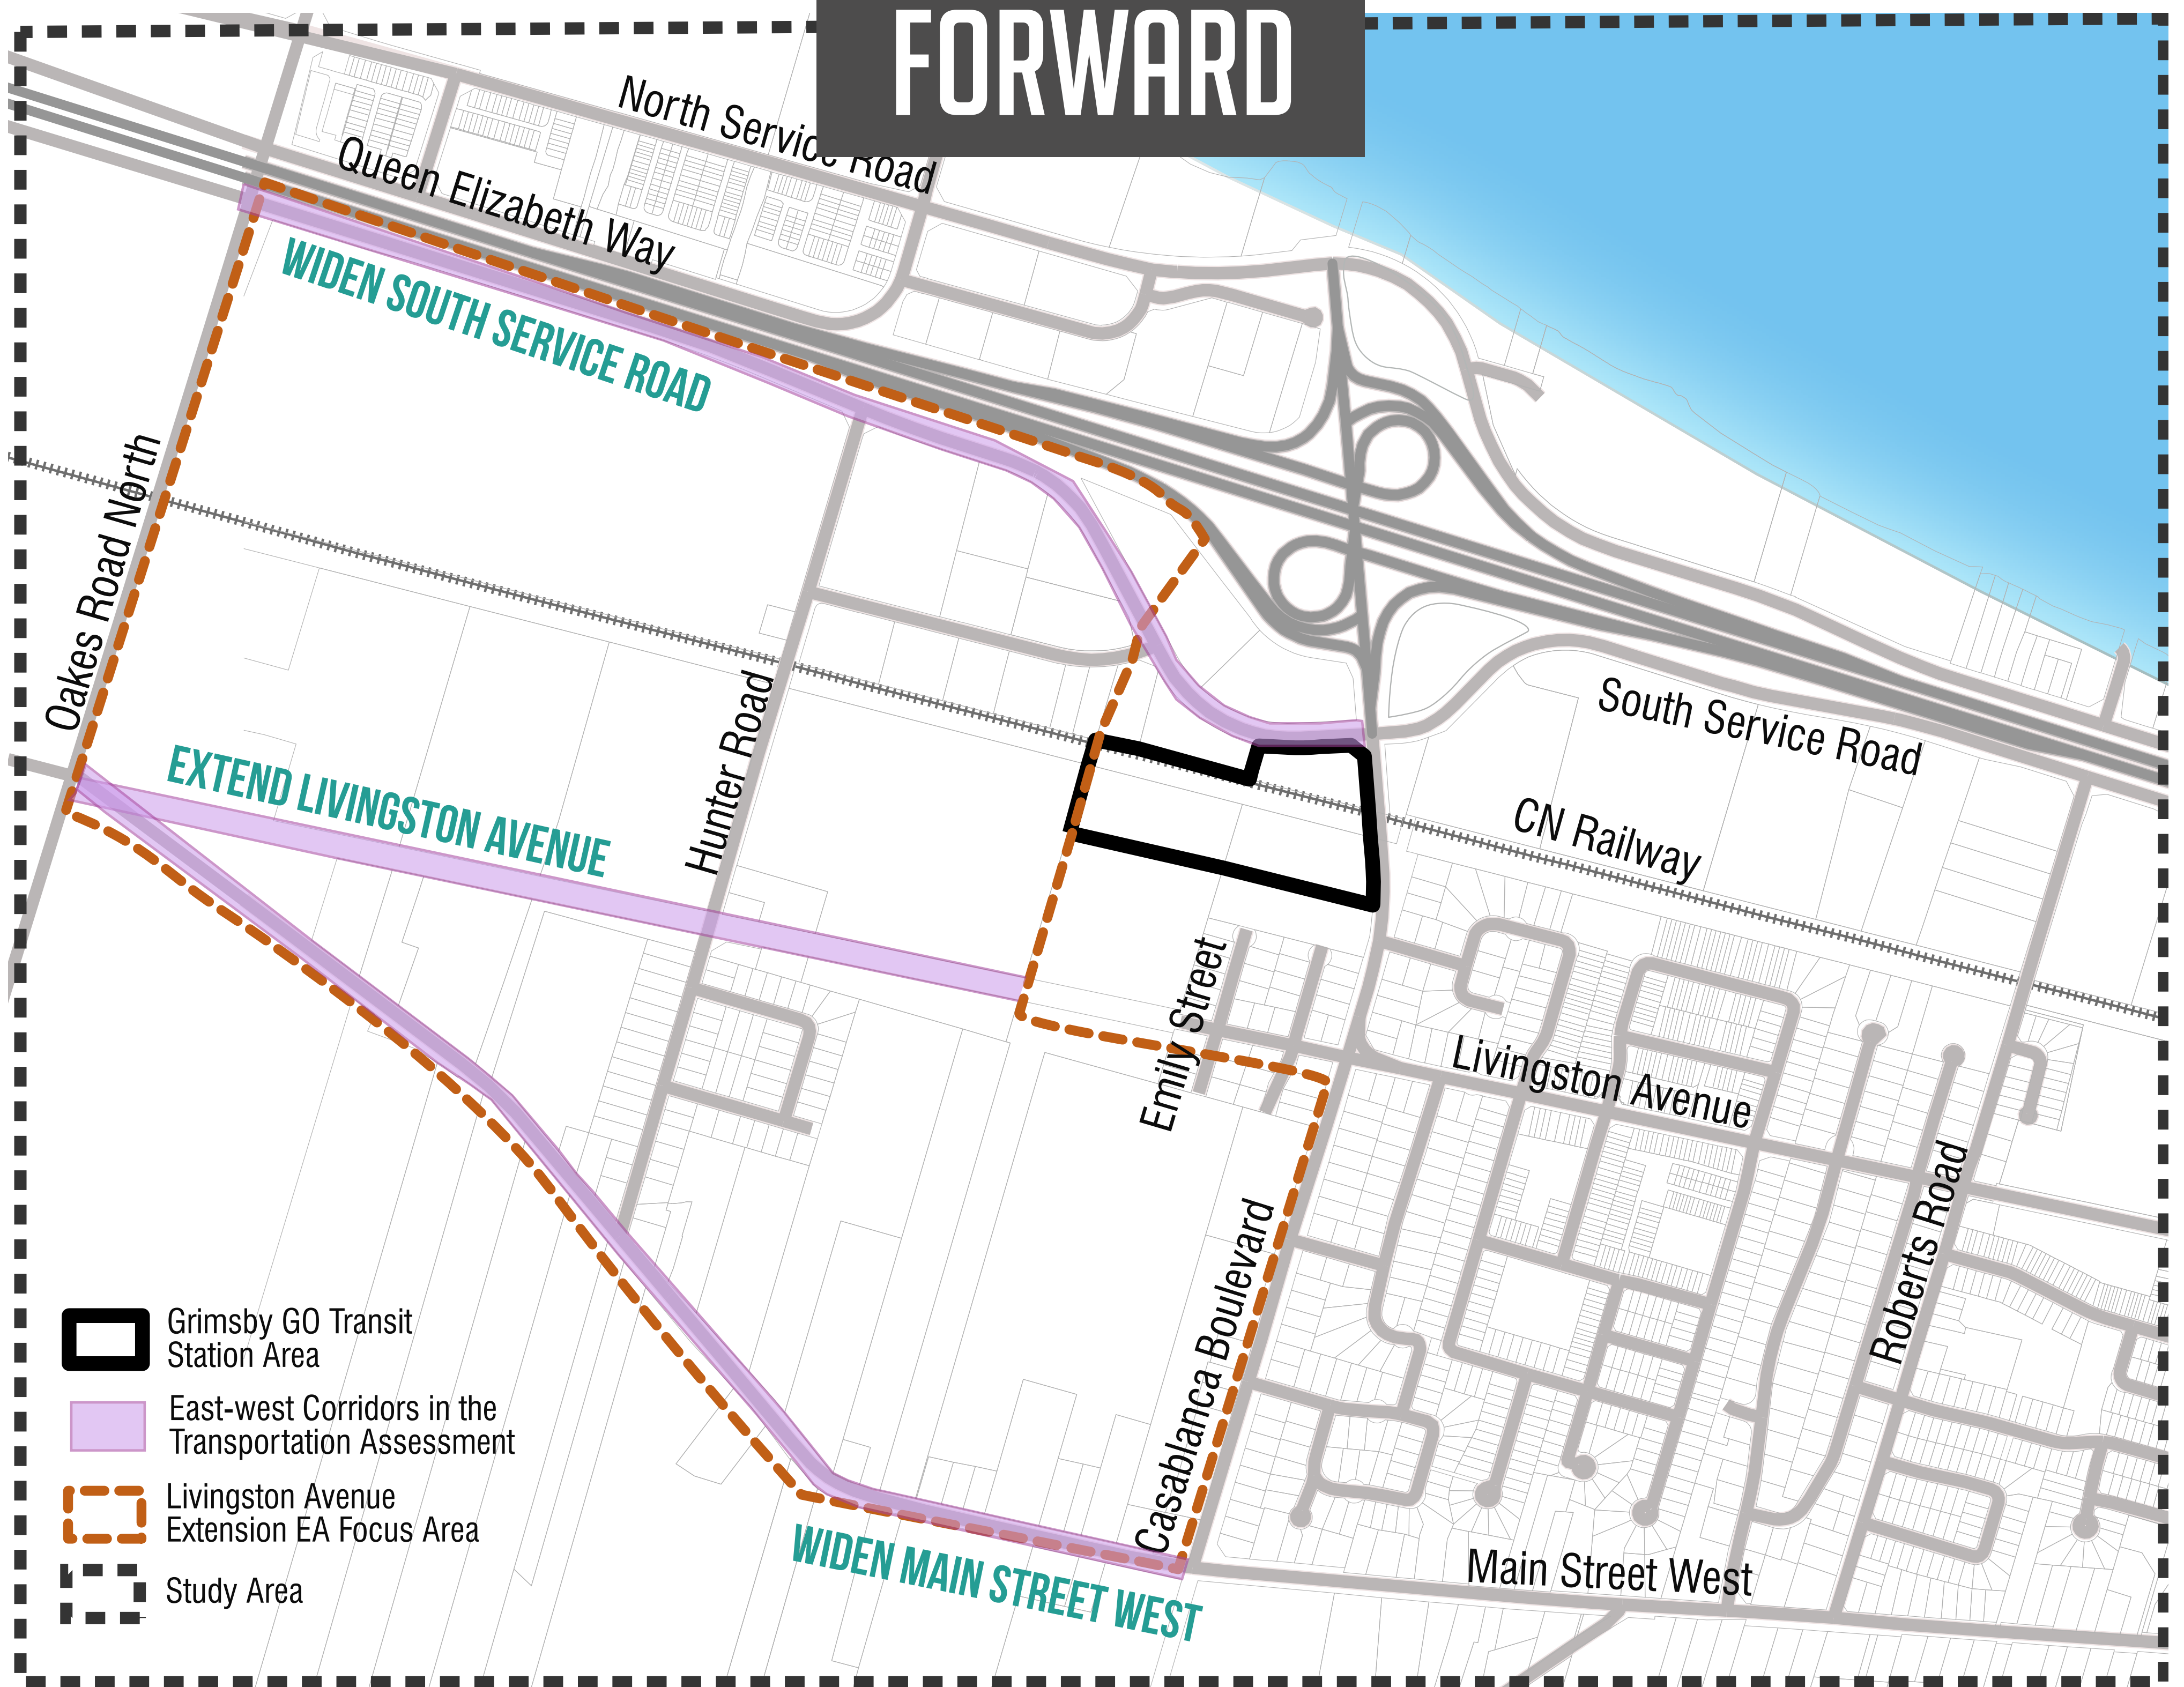 FORWARD
North Service Road
Queen Elizabeth Way
WIDEN SOUTH SERVICE ROAD
Oakes Road North
Hunter Road
South Service Road
EXTEND LIVINGSTON AVENUE
CN Railway
Emily Street
Livingston Avenue
Roberts Road
Casablanca Boulevard
Main Street West
WIDEN MAIN STREET WEST
Grimsby GO Transit
Station Area
East-west Corridors in the
Transportation Assessment
Livingston Avenue
Extension EA Focus Area
Study Area